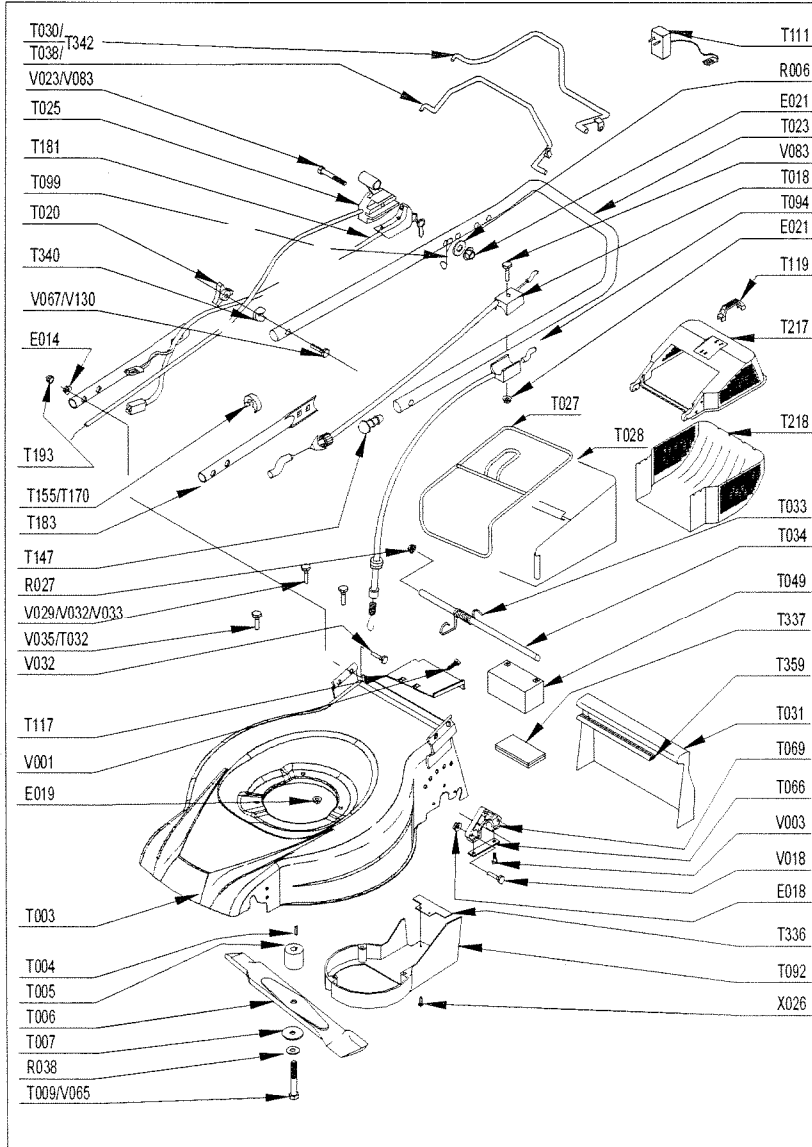 T030/
T038/
T342
V023/V083
T025
T181
T099
T020
T340
V067/V130
E014
T193
T155/T170
T183
T147
R027
V029/V032/V033
V035/T032
V032
T117
V001
E019
T003
T004
T005
T006
T007
R038
T009/V065
T027
T028
T111
R006
E021
T023
V083
T018
T094
E021
T119
T217
T218
T033
T034
T049
T337
T359
T031
T069
T066
V003
V018
E018
T336
T092
X026